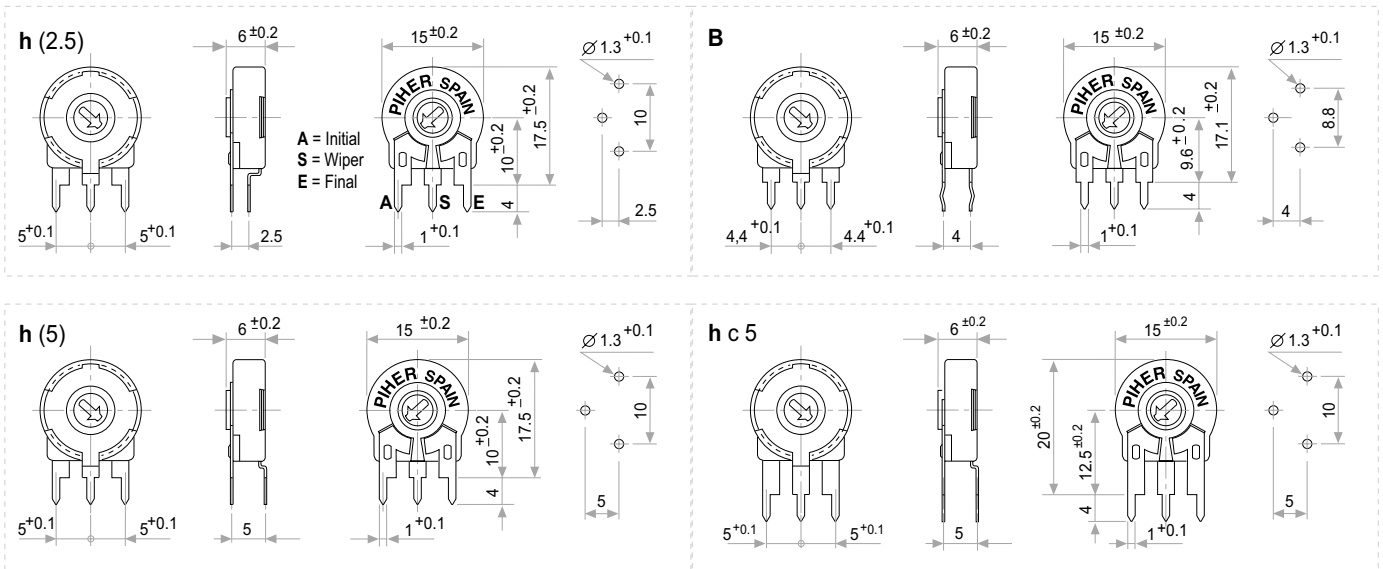 h (2.5)
6 ±0.2
15 ±0.2
Ø 1.3 +0.1
PIHER SPAIN
A = Initial
S = Wiper
E = Final
10 ±0.2
17.5 ±0.2
10
A
S
E
4
2.5
5 +0.1
5 +0.1
2.5
1 +0.1
B
6 ±0.2
15 ±0.2
Ø 1.3 +0.1
PIHER SPAIN
9.6 ±0.2
17.1 ±0.2
8.8
4
4
4,4 +0.1
4.4 +0.1
4
1 +0.1
h (5)
6 ±0.2
15 ±0.2
Ø 1.3 +0.1
PIHER SPAIN
10 ±0.2
17.5 ±0.2
10
4
5
5 +0.1
5 +0.1
5
1 +0.1
h c 5
6 ±0.2
15 ±0.2
Ø 1.3 +0.1
PIHER SPAIN
20 ±0.2
12.5 ±0.2
10
4
5
5 +0.1
5 +0.1
5
1 +0.1